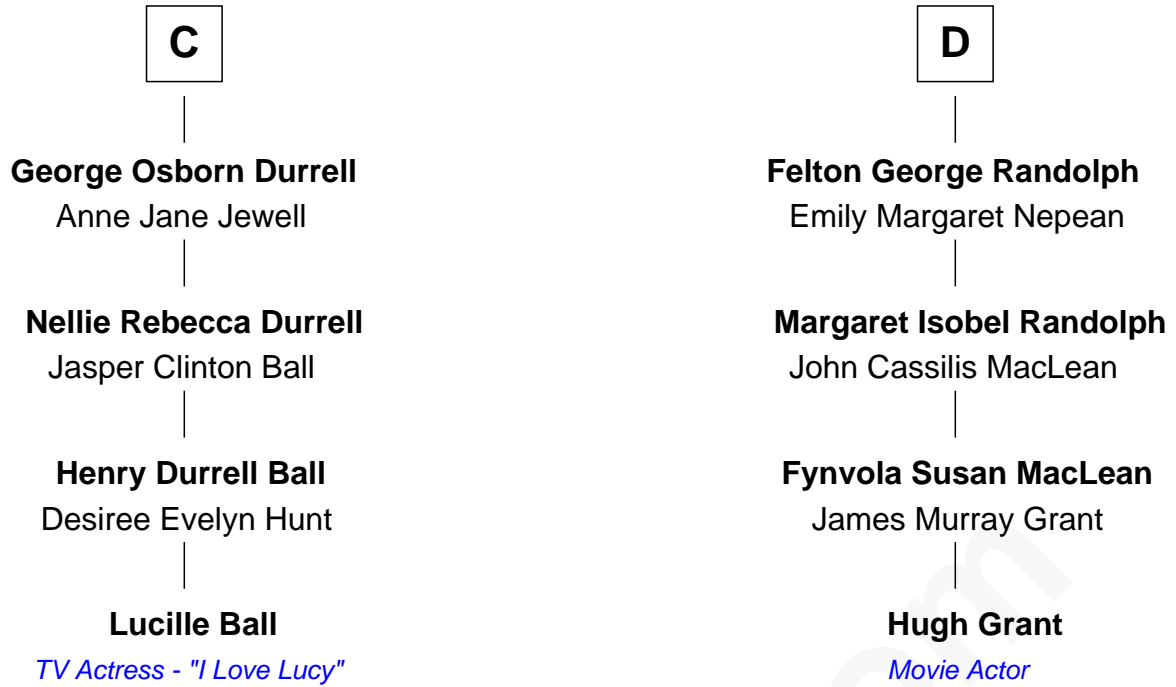 C
George Osborn Durrell
Anne Jane Jewell
Nellie Rebecca Durrell
Jasper Clinton Ball
Henry Durrell Ball
Desiree Evelyn Hunt
Lucille Ball
TV Actress - "I Love Lucy"
D
Felton George Randolph
Emily Margaret Nepean
Margaret Isobel Randolph
John Cassilis MacLean
Fynvola Susan MacLean
James Murray Grant
Hugh Grant
Movie Actor